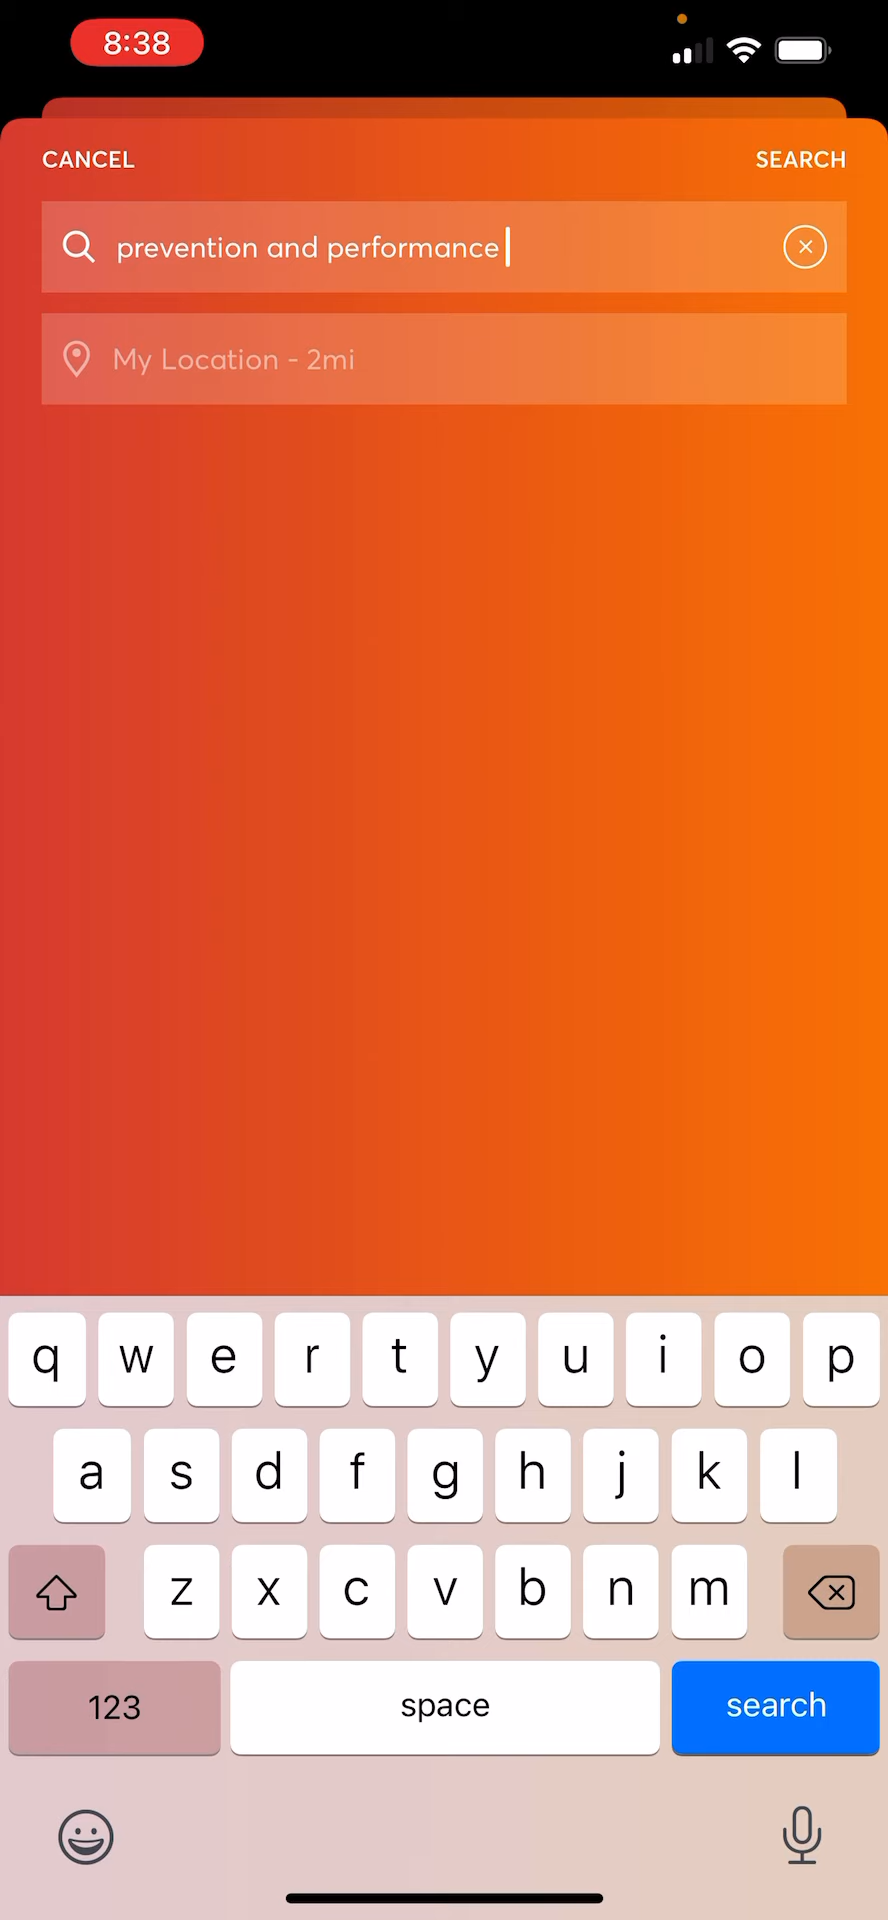 8:38
CANCEL SEARCH
prevention and performance
My Location - 2mi
q w e r t y u i o p
a s d f g h j k l
z x c v b n m
123 space search